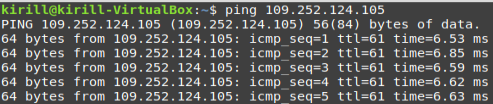 kirill@kirill-VirtualBox:~$ ping 109.252.124.105
PING 109.252.124.105 (109.252.124.105) 56(84) bytes of data.
64 bytes from 109.252.124.105: icmp_seq=1 ttl=61 time=6.53 ms
64 bytes from 109.252.124.105: icmp_seq=2 ttl=61 time=6.85 ms
64 bytes from 109.252.124.105: icmp_seq=3 ttl=61 time=6.59 ms
64 bytes from 109.252.124.105: icmp_seq=4 ttl=61 time=6.62 ms
64 bytes from 109.252.124.105: icmp_seq=5 ttl=61 time=6.63 ms